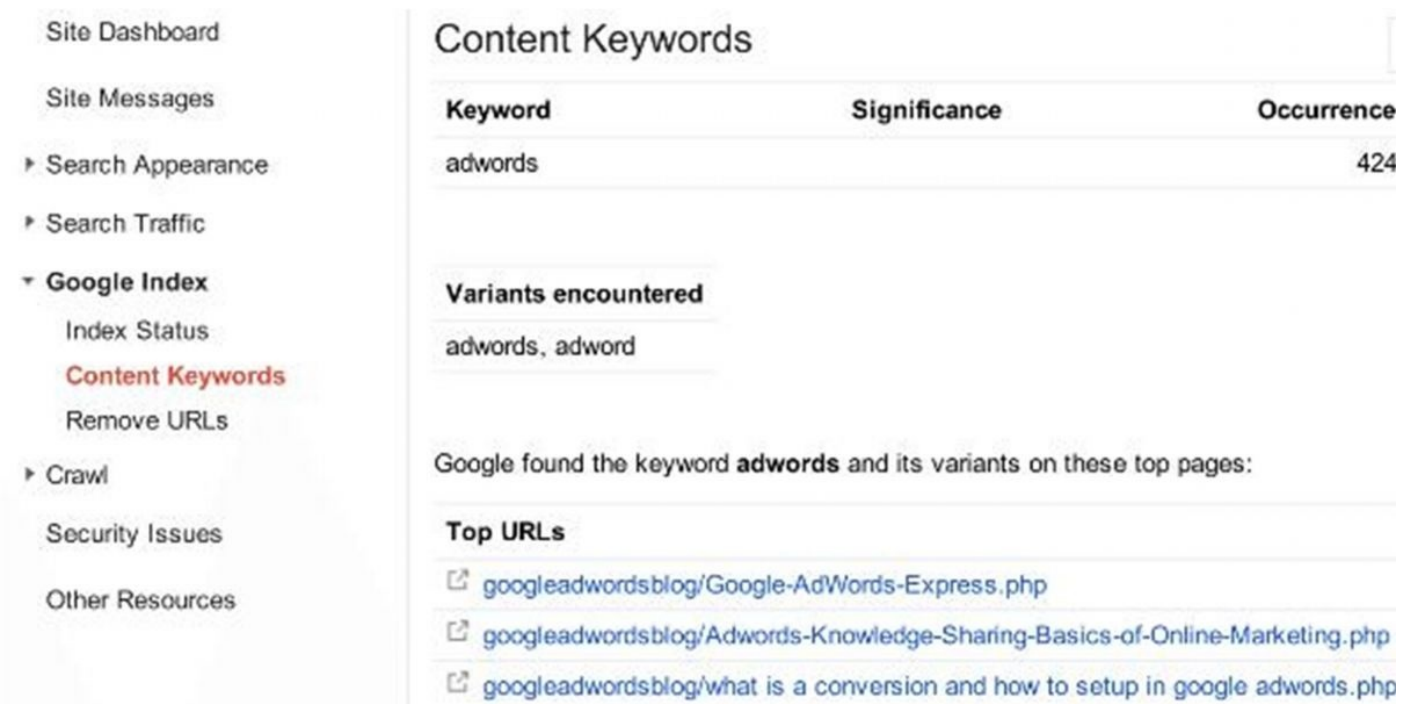 Site Dashboard
Site Messages
Search Appearance
Search Traffic
Google Index
Index Status
Content Keywords
Remove URLs
Crawl
Security Issues
Other Resources
Content Keywords
Keyword Significance Occurrence
adwords 424
Variants encountered
adwords, adword
Google found the keyword adwords and its variants on these top pages:
Top URLs
googleadwordsblog/Google-AdWords-Express.php
googleadwordsblog/Adwords-Knowledge-Sharing-Basics-of-Online-Marketing.php
googleadwordsblog/what is a conversion and how to setup in google adwords.php